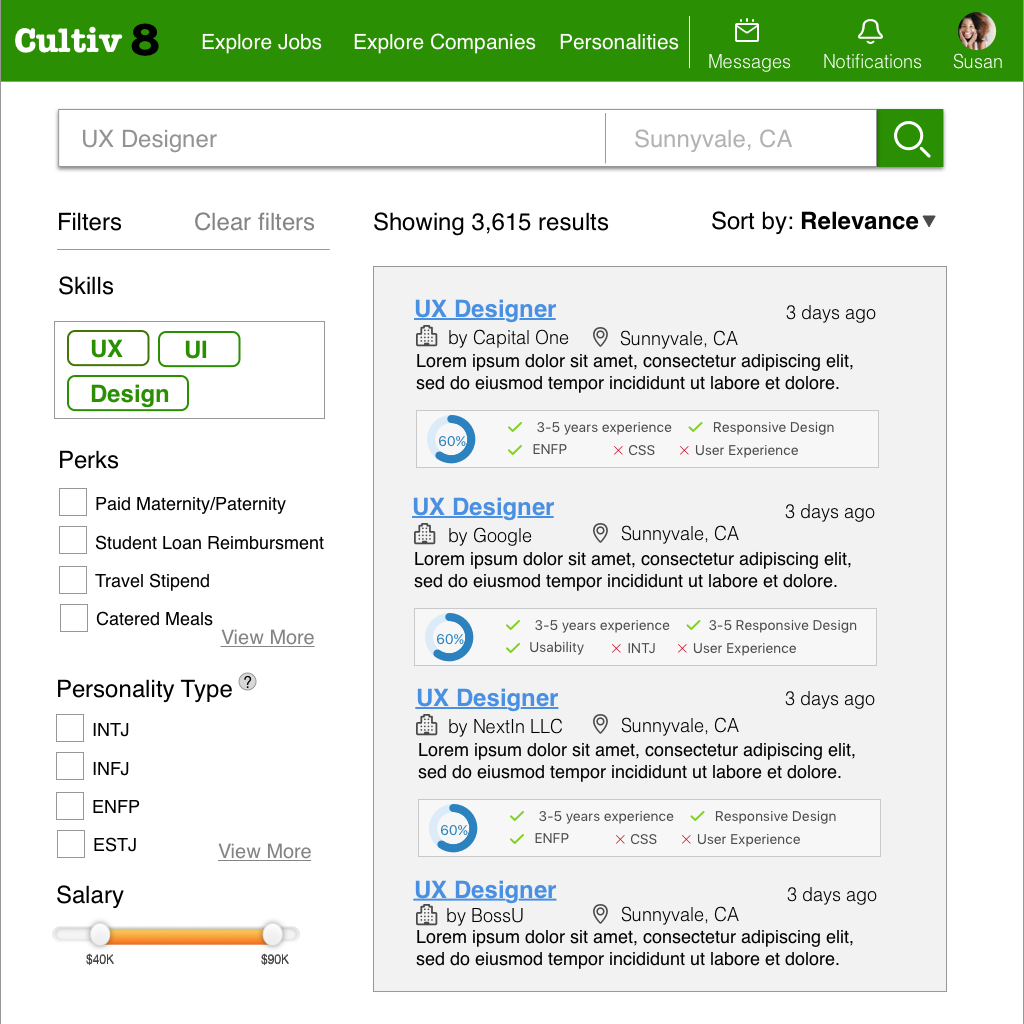 Cultiv 8
Explore Jobs
Explore Companies
Personalities
Messages
Notifications
Susan
UX Designer
Sunnyvale, CA
Filters
Clear filters
Showing 3,615 results
Sort by: Relevance
Skills
UX
UI
Design
Perks
Paid Maternity/Paternity
Student Loan Reimbursment
Travel Stipend
Catered Meals
View More
Personality Type ?
INTJ
INFJ
ENFP
ESTJ
View More
Salary
$40K
$90K
UX Designer
3 days ago
by Capital One
Sunnyvale, CA
Lorem ipsum dolor sit amet, consectetur adipiscing elit,
sed do eiusmod tempor incididunt ut labore et dolore.
60%
3-5 years experience
Responsive Design
ENFP
CSS
User Experience
UX Designer
3 days ago
by Google
Sunnyvale, CA
Lorem ipsum dolor sit amet, consectetur adipiscing elit,
sed do eiusmod tempor incididunt ut labore et dolore.
60%
3-5 years experience
3-5 Responsive Design
Usability
INTJ
User Experience
UX Designer
3 days ago
by NextIn LLC
Sunnyvale, CA
Lorem ipsum dolor sit amet, consectetur adipiscing elit,
sed do eiusmod tempor incididunt ut labore et dolore.
60%
3-5 years experience
Responsive Design
ENFP
CSS
User Experience
UX Designer
3 days ago
by BossU
Sunnyvale, CA
Lorem ipsum dolor sit amet, consectetur adipiscing elit,
sed do eiusmod tempor incididunt ut labore et dolore.